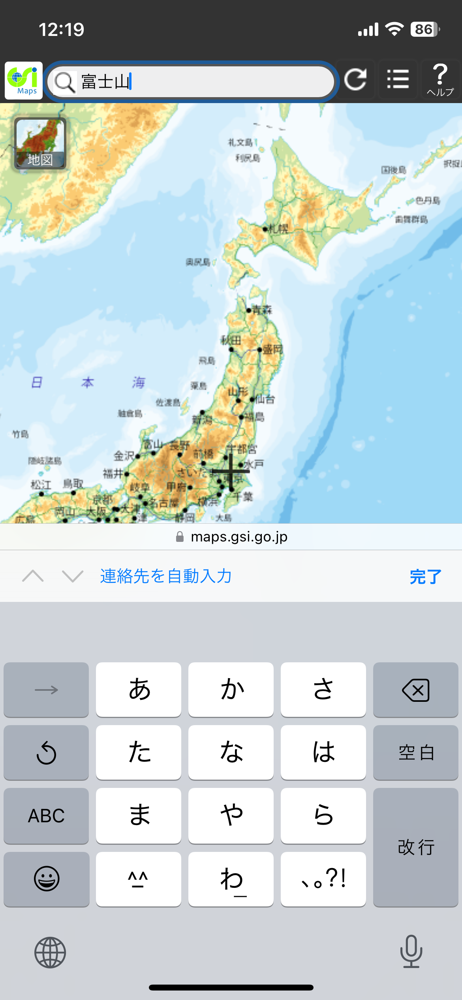 12:19
86
GSI
Maps
富士山
ヘルプ
地図
礼文島
利尻島
択捉
国後島
色丹島
歯舞群島
札幌
奥尻島
青森
秋田
盛岡
飛島
日本海
粟島
山形
仙台
佐渡島
舳倉島
新潟
福島
竹島
富山
長野
宇都宮
前橋
金沢
隠岐諸島
水戸
さいたま
福井
東京
松江
鳥取
岐阜
甲府
千葉
京都
名古屋
横浜
大津
岡山
大阪
津
静岡
大島
広島
maps.gsi.go.jp
連絡先を自動入力
完了
→
あ
か
さ
た
な
は
空白
ABC
ま
や
ら
改行
^_^
わ_
、。?!